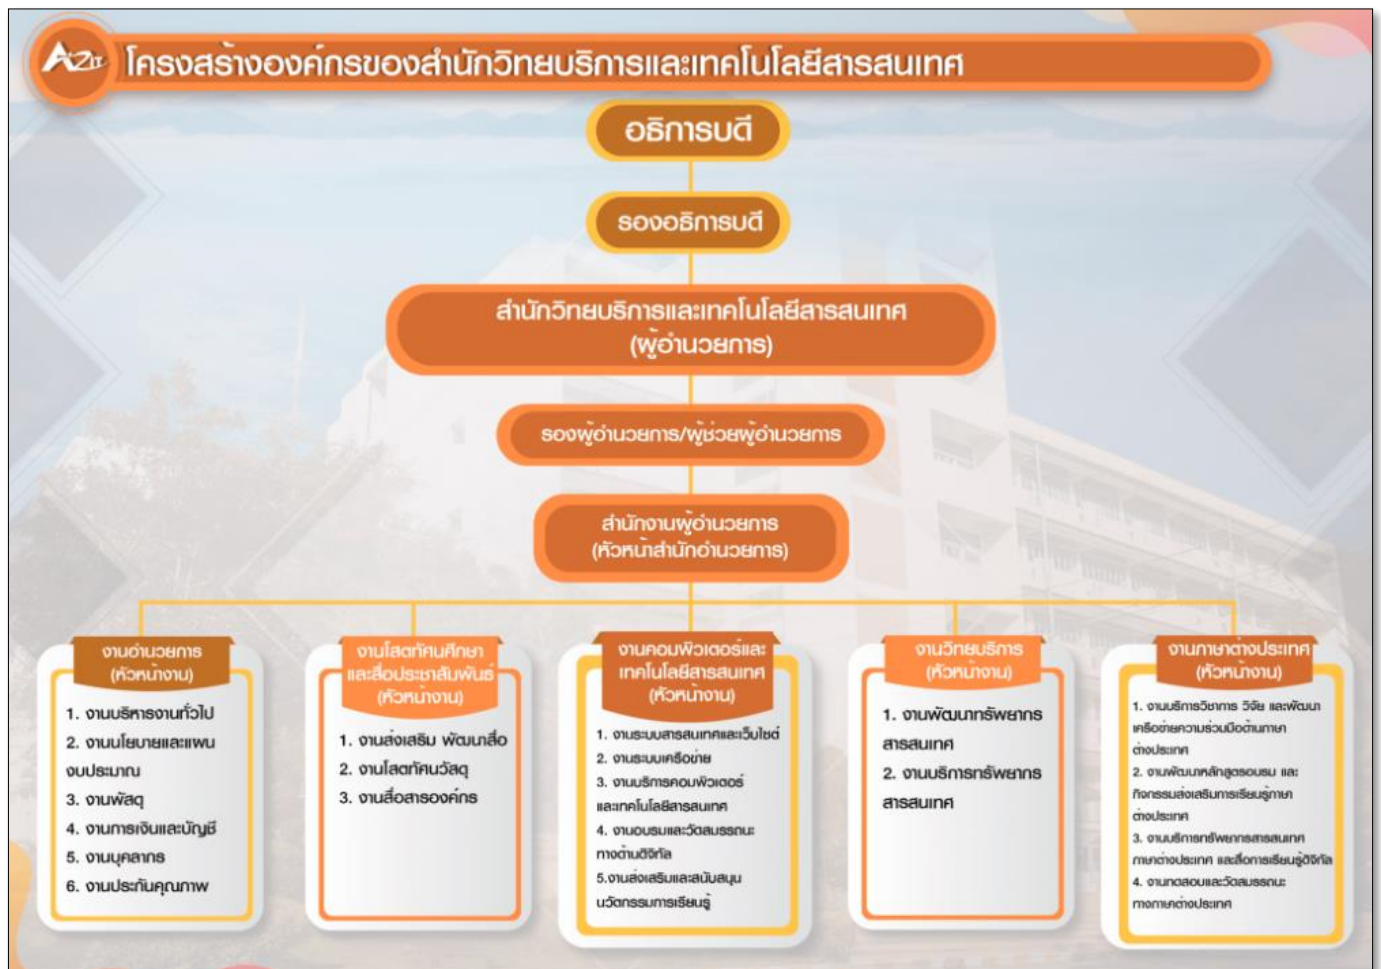 AZiT โครงสร้างองค์กรของสำนักวิทยบริการและเทคโนโลยีสารสนเทศ
อธิการบดี
รองอธิการบดี
สำนักวิทยบริการและเทคโนโลยีสารสนเทศ
(ผู้อำนวยการ)
รองผู้อำนวยการ/ผู้ช่วยผู้อำนวยการ
สำนักงานผู้อำนวยการ
(หัวหน้าสำนักอำนวยการ)
งานอำนวยการ
(หัวหน้างาน)
1. งานบริหารงานทั่วไป
2. งานนโยบายและแผน
งบประมาณ
3. งานพัสดุ
4. งานการเงินและบัญชี
5. งานบุคลากร
6. งานประกันคุณภาพ
งานโสตทัศนศึกษา
และสื่อประชาสัมพันธ์
(หัวหน้างาน)
1. งานส่งเสริม พัฒนาสื่อ
2. งานโสตทัศนวัสดุ
3. งานสื่อสารองค์กร
งานคอมพิวเตอร์และ
เทคโนโลยีสารสนเทศ
(หัวหน้างาน)
1. งานระบบสารสนเทศและเว็บไซต์
2. งานระบบเครือข่าย
3. งานบริการคอมพิวเตอร์
และเทคโนโลยีสารสนเทศ
4. งานอบรมและวัดสมรรถนะ
ทางด้านดิจิทัล
5.งานส่งเสริมและสนับสนุน
นวัตกรรมการเรียนรู้
งานวิทยบริการ
(หัวหน้างาน)
1. งานพัฒนาทรัพยากร
สารสนเทศ
2. งานบริการทรัพยากร
สารสนเทศ
งานภาษาต่างประเทศ
(หัวหน้างาน)
1. งานบริการวิชาการ วิจัย และพัฒนา
เครือข่ายความร่วมมือด้านภาษา
ต่างประเทศ
2. งานพัฒนาหลักสูตรอบรม และ
กิจกรรมส่งเสริมการเรียนรู้ภาษา
ต่างประเทศ
3. งานบริการทรัพยากรสารสนเทศ
ภาษาต่างประเทศ และสื่อการเรียนรู้ดิจิทัล
4. งานทดสอบและวัดสมรรถนะ
ทางภาษาต่างประเทศ